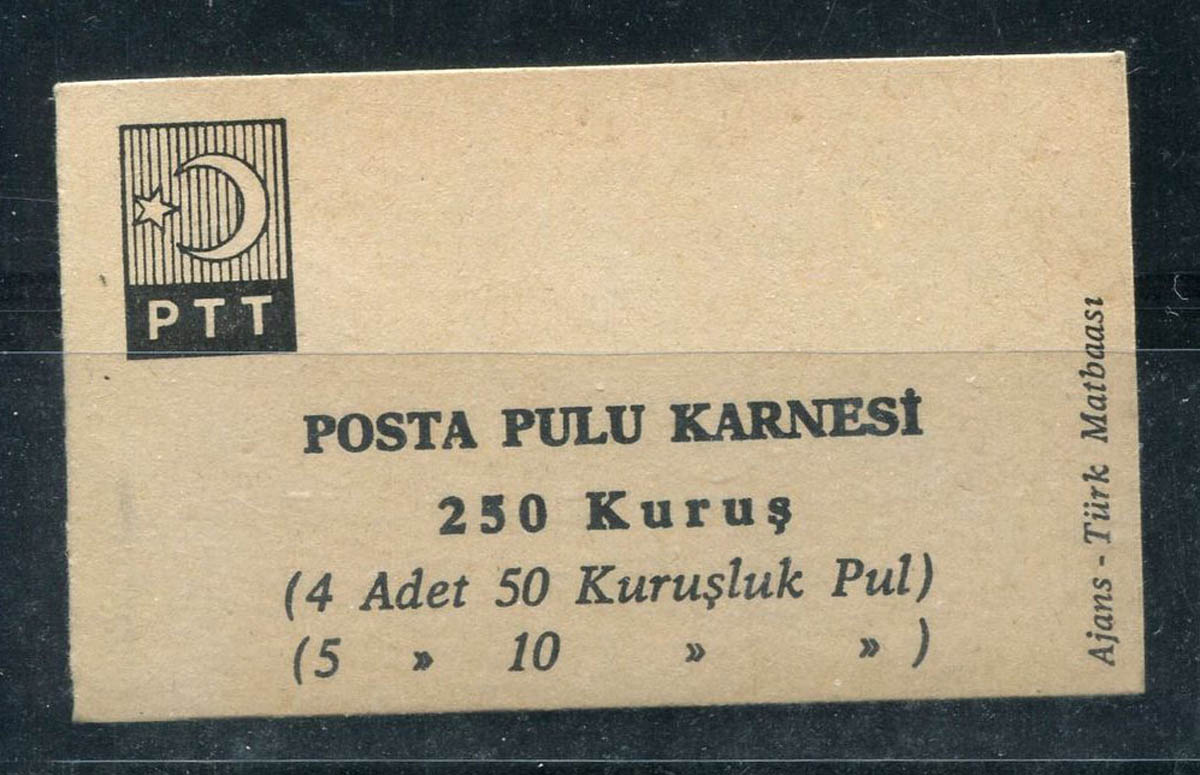 PTT
POSTA PULU KARNESİ
250 Kuruş
(4 Adet 50 Kuruşluk Pul)
(5 » 10 » » )
Ajans - Türk Matbaası